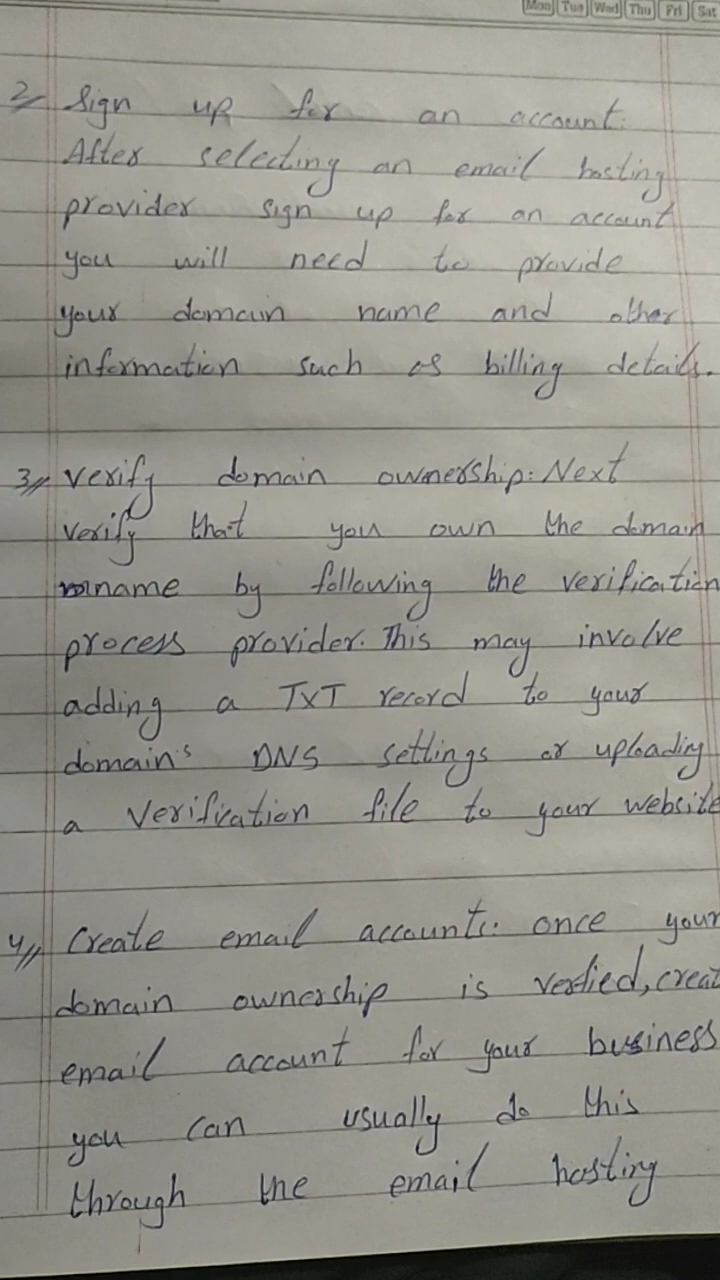 Mon Tue Wed Thu Fri Sat
2 Sign up for an account:
After selecting an email hosting
provider sign up for an account
you will need to provide
your domain name and other
information such as billing details.
3 Verify domain ownership: Next
verify that you own the domain
name by following the verification
process provider. This may involve
adding a TXT record to your
domain's DNS settings or uploading
a verification file to your website
4 Create email accounts: once your
domain ownership is verfied, creat
email account for your business
you can usually do this
through the email hosting